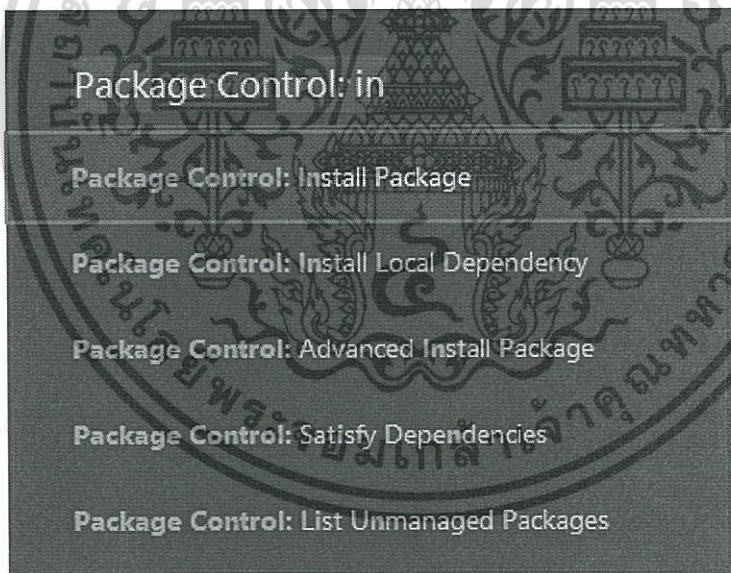 Package Control: in
Package Control: Install Package
Package Control: Install Local Dependency
Package Control: Advanced Install Package
Package Control: Satisfy Dependencies
Package Control: List Unmanaged Packages